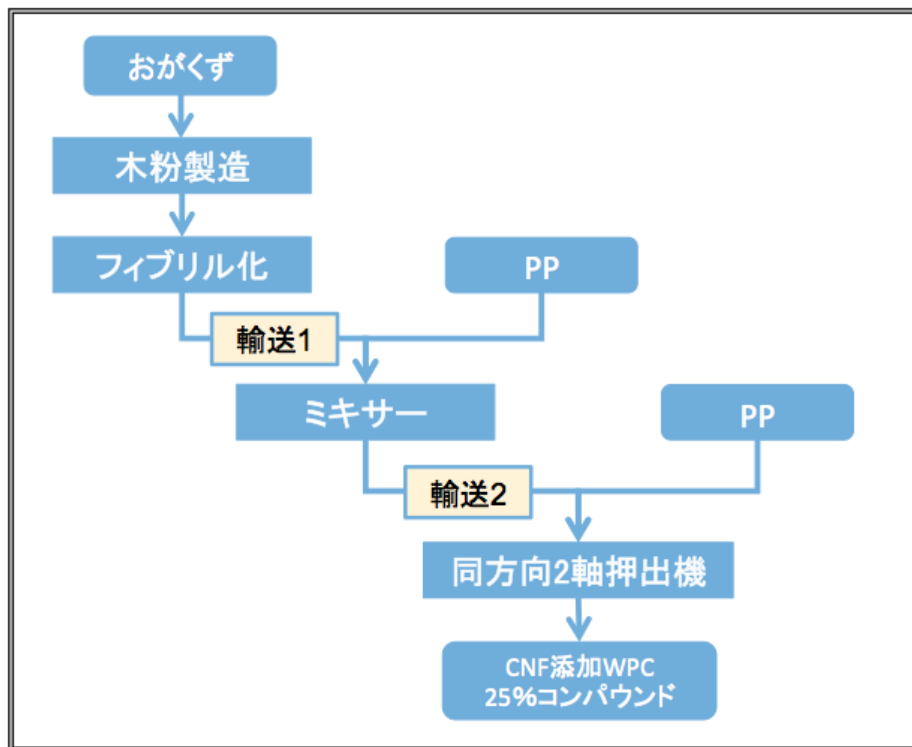 おがくず
木粉製造
フィブリル化
PP
輸送1
ミキサー
PP
輸送2
同方向2軸押出機
CNF添加WPC
25%コンパウンド